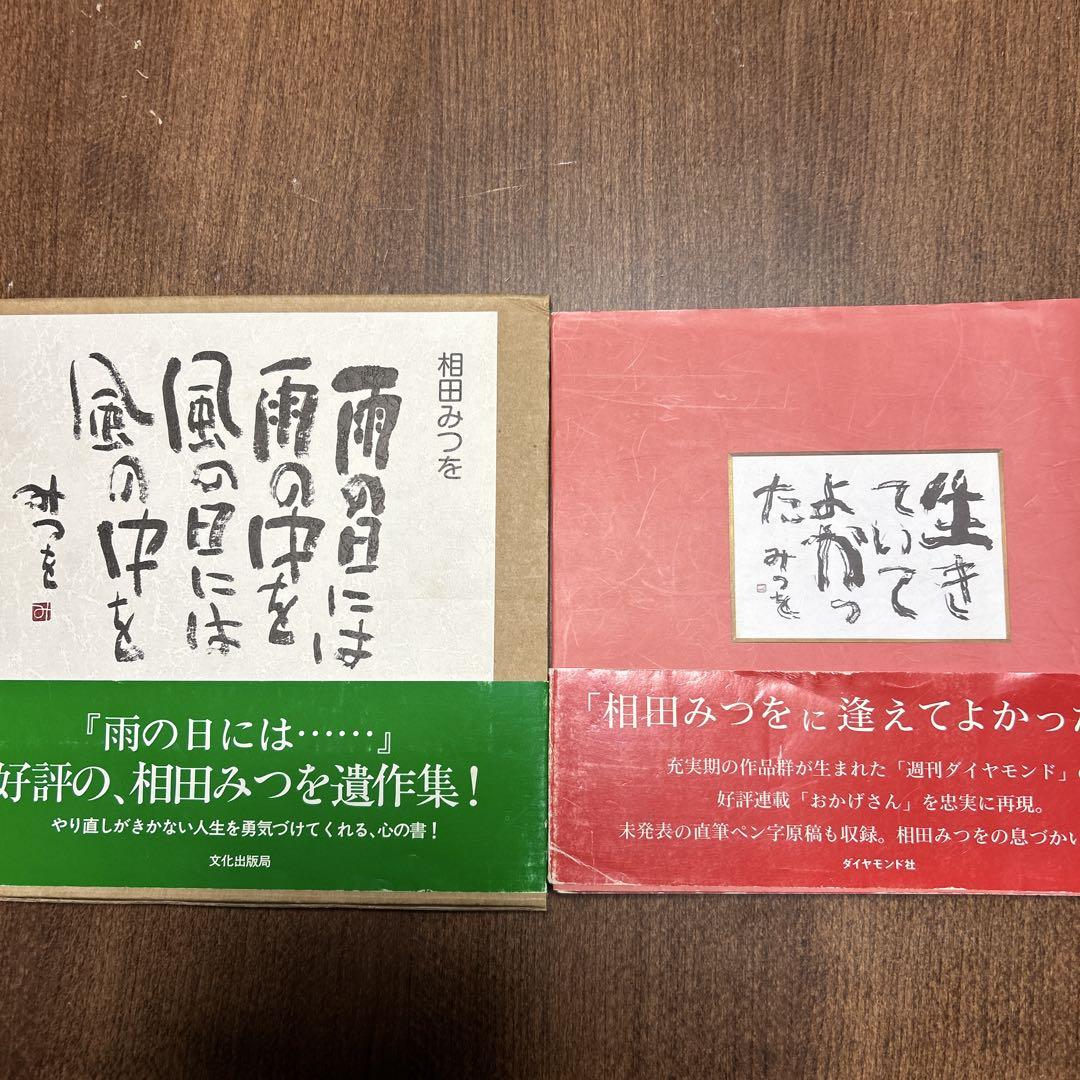 相田みつを
雨の日には
雨の中を
風の日には
風の中を
みつを
み
『雨の日には……』
好評の、相田みつを遺作集！
やり直しがきかない人生を勇気づけてくれる、心の書！
文化出版局
生き
ていて
よかっ
た
みつを
「相田みつをに逢えてよかった
充実期の作品群が生まれた「週刊ダイヤモンド」の
好評連載「おかげさん」を忠実に再現。
未発表の直筆ペン字原稿も収録。相田みつをの息づかい
ダイヤモンド社